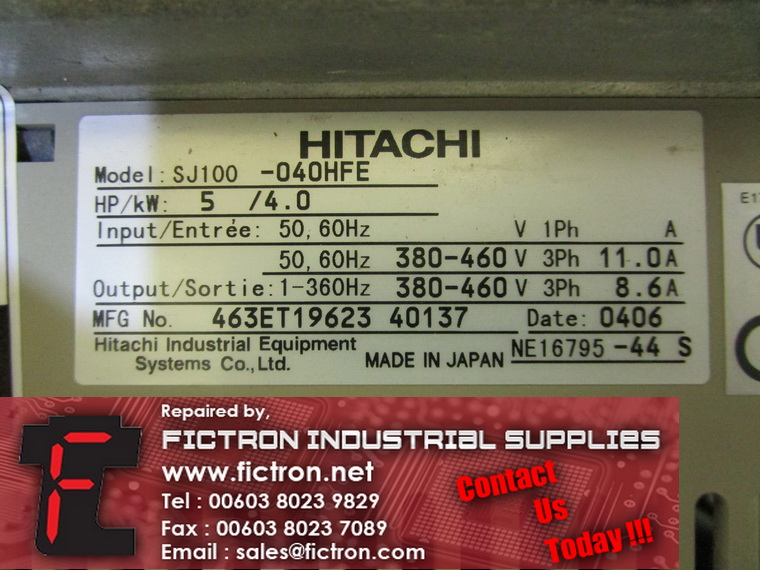 HITACHI
Model: SJ100 -040HFE
HP/kW: 5 /4.0
Input/Entrée: 50, 60Hz V 1Ph A
50, 60Hz 380-460 V 3Ph 11.0A
Output/Sortie: 1-360Hz 380-460 V 3Ph 8.6A
MFG No. 463ET19623 40137 Date: 0406
Hitachi Industrial Equipment
Systems Co., Ltd. MADE IN JAPAN NE16795 -44 S
Repaired by,
FICTRON INDUSTRIAL SUPPLIES
www.fictron.net
Tel : 00603 8023 9829
Fax : 00603 8023 7089
Email : sales@fictron.com
Contact
Us
Today !!!